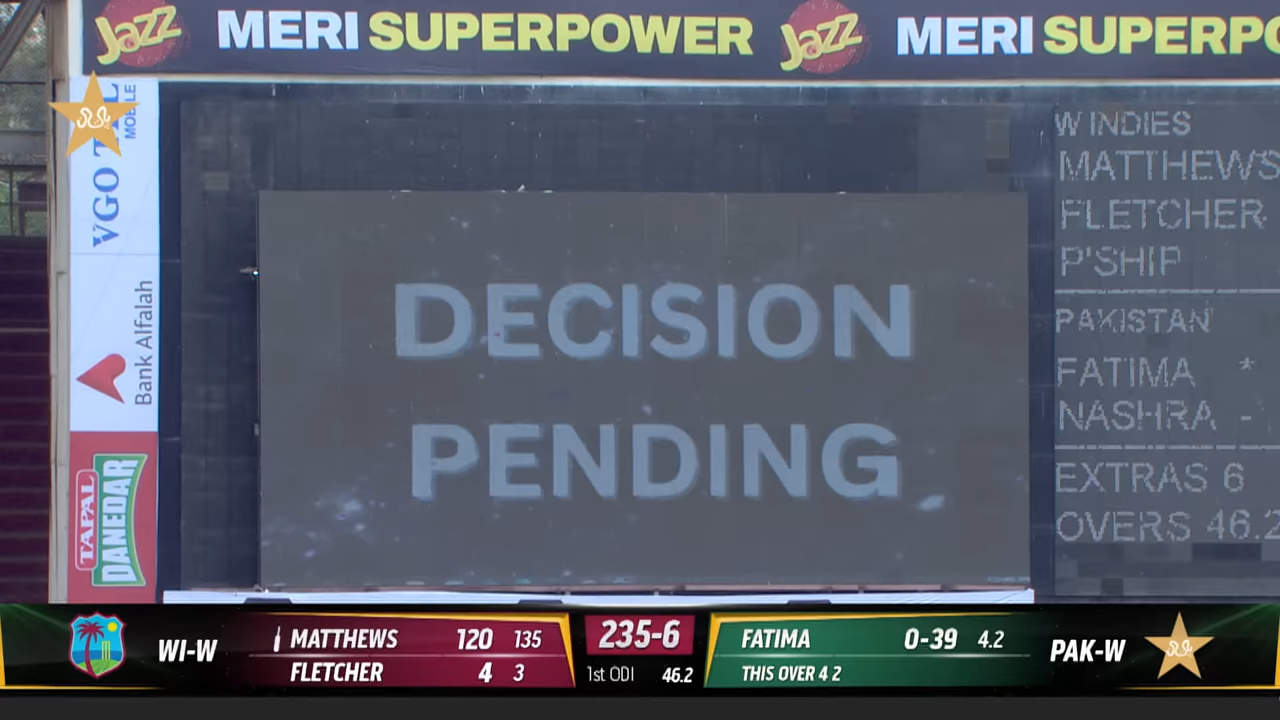 Jazz MERI SUPERPOWER Jazz MERI SUPERPO
VGO TEL
MOBILE
Bank Alfalah
TAPAL
DANEDAR
DECISION
PENDING
W INDIES
MATTHEWS
FLETCHER
P'SHIP
PAKISTAN
FATIMA *
NASHRA -
EXTRAS 6
OVERS 46.2
WI-W
MATTHEWS 120 135
FLETCHER 4 3
235-6
1st ODI 46.2
FATIMA 0-39 4.2
THIS OVER 4 2
PAK-W